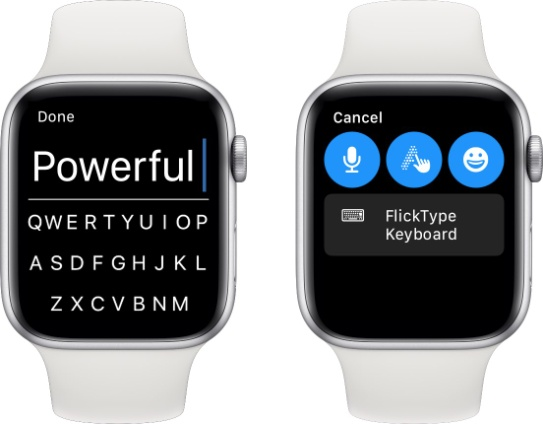 Done
Powerful
QWERTYUIOP
ASDFGHJKL
ZXCVBNM
Cancel
FlickType
Keyboard